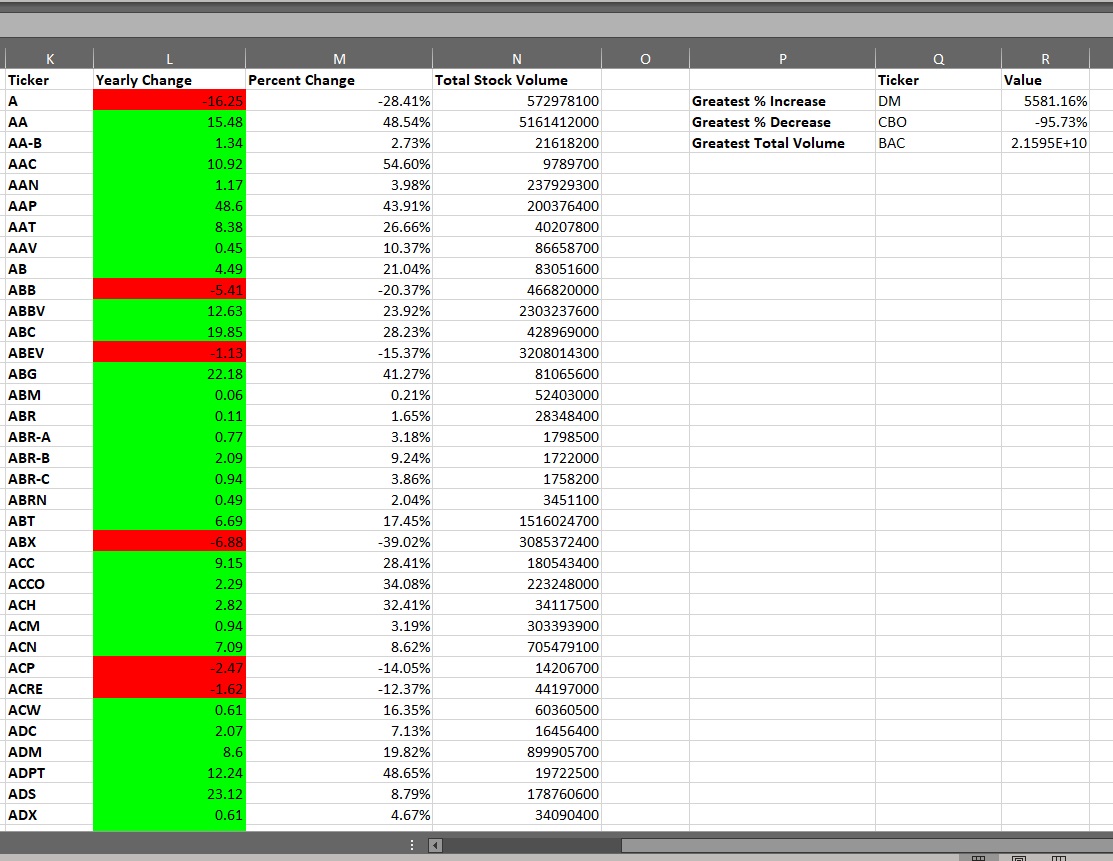 K L M N O P Q R
Ticker Yearly Change Percent Change Total Stock Volume Ticker Value
A -16.25 -28.41% 572978100 Greatest % Increase DM 5581.16%
AA 15.48 48.54% 5161412000 Greatest % Decrease CBO -95.73%
AA-B 1.34 2.73% 21618200 Greatest Total Volume BAC 2.1595E+10
AAC 10.92 54.60% 9789700
AAN 1.17 3.98% 237929300
AAP 48.6 43.91% 200376400
AAT 8.38 26.66% 40207800
AAV 0.45 10.37% 86658700
AB 4.49 21.04% 83051600
ABB -5.41 -20.37% 466820000
ABBV 12.63 23.92% 2303237600
ABC 19.85 28.23% 428969000
ABEV -1.13 -15.37% 3208014300
ABG 22.18 41.27% 81065600
ABM 0.06 0.21% 52403000
ABR 0.11 1.65% 28348400
ABR-A 0.77 3.18% 1798500
ABR-B 2.09 9.24% 1722000
ABR-C 0.94 3.86% 1758200
ABRN 0.49 2.04% 3451100
ABT 6.69 17.45% 1516024700
ABX -6.88 -39.02% 3085372400
ACC 9.15 28.41% 180543400
ACCO 2.29 34.08% 223248000
ACH 2.82 32.41% 34117500
ACM 0.94 3.19% 303393900
ACN 7.09 8.62% 705479100
ACP -2.47 -14.05% 14206700
ACRE -1.62 -12.37% 44197000
ACW 0.61 16.35% 60360500
ADC 2.07 7.13% 16456400
ADM 8.6 19.82% 899905700
ADPT 12.24 48.65% 19722500
ADS 23.12 8.79% 178760600
ADX 0.61 4.67% 34090400